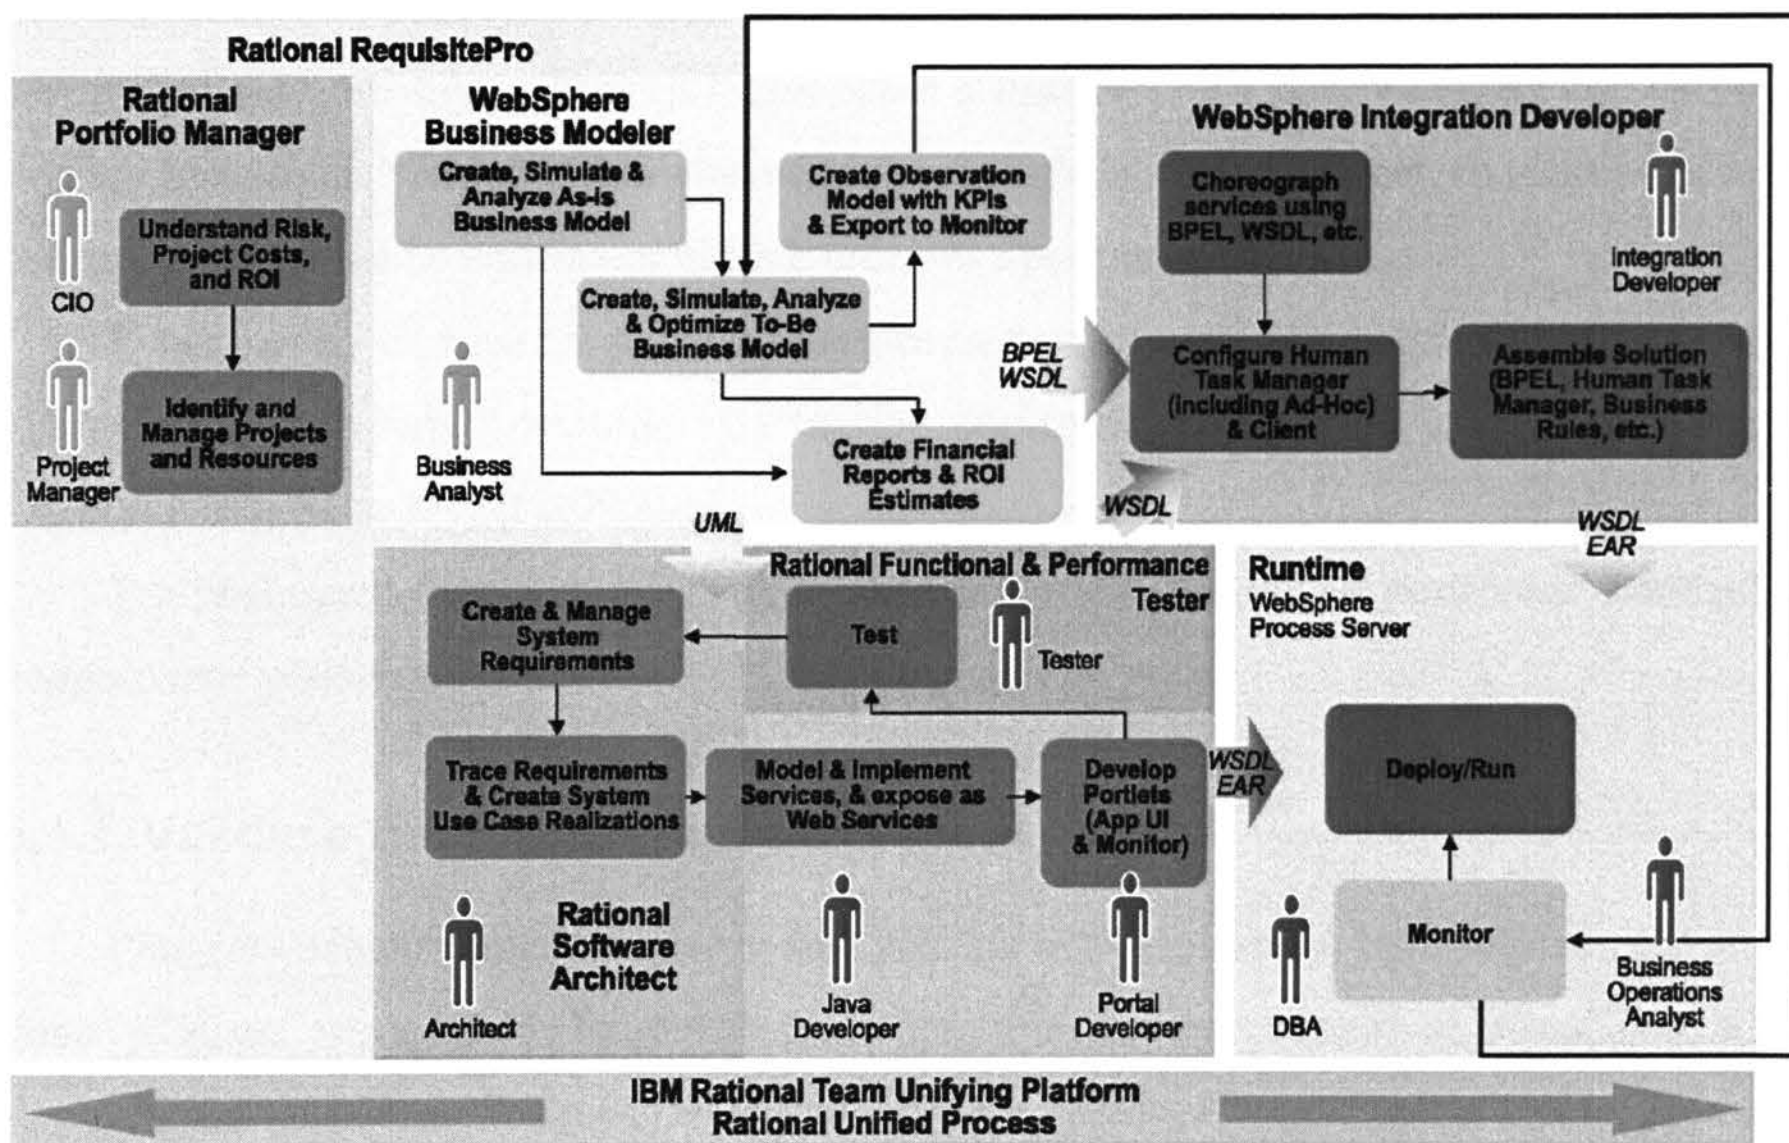 Rational RequisitePro
Rational
Portfolio Manager
CIO
Understand Risk,
Project Costs,
and ROI
Project
Manager
Identify and
Manage Projects
and Resources
WebSphere
Business Modeler
Create, Simulate &
Analyze As-is
Business Model
Create Observation
Model with KPIs
& Export to Monitor
Create, Simulate, Analyze
& Optimize To-Be
Business Model
Business
Analyst
Create Financial
Reports & ROI
Estimates
WebSphere Integration Developer
Choreograph
services using
BPEL, WSDL, etc.
Integration
Developer
BPEL
WSDL
Configure Human
Task Manager
(including Ad-Hoc)
& Client
Assemble Solution
(BPEL, Human Task
Manager, Business
Rules, etc.)
WSDL
UML
WSDL
EAR
Rational Functional & Performance
Tester
Create & Manage
System
Requirements
Test
Tester
Trace Requirements
& Create System
Use Case Realizations
Model & Implement
Services, & expose as
Web Services
Develop
Portlets
(App UI
& Monitor)
WSDL
EAR
Architect
Rational
Software
Architect
Java
Developer
Portal
Developer
Runtime
WebSphere
Process Server
Deploy/Run
Monitor
DBA
Business
Operations
Analyst
IBM Rational Team Unifying Platform
Rational Unified Process